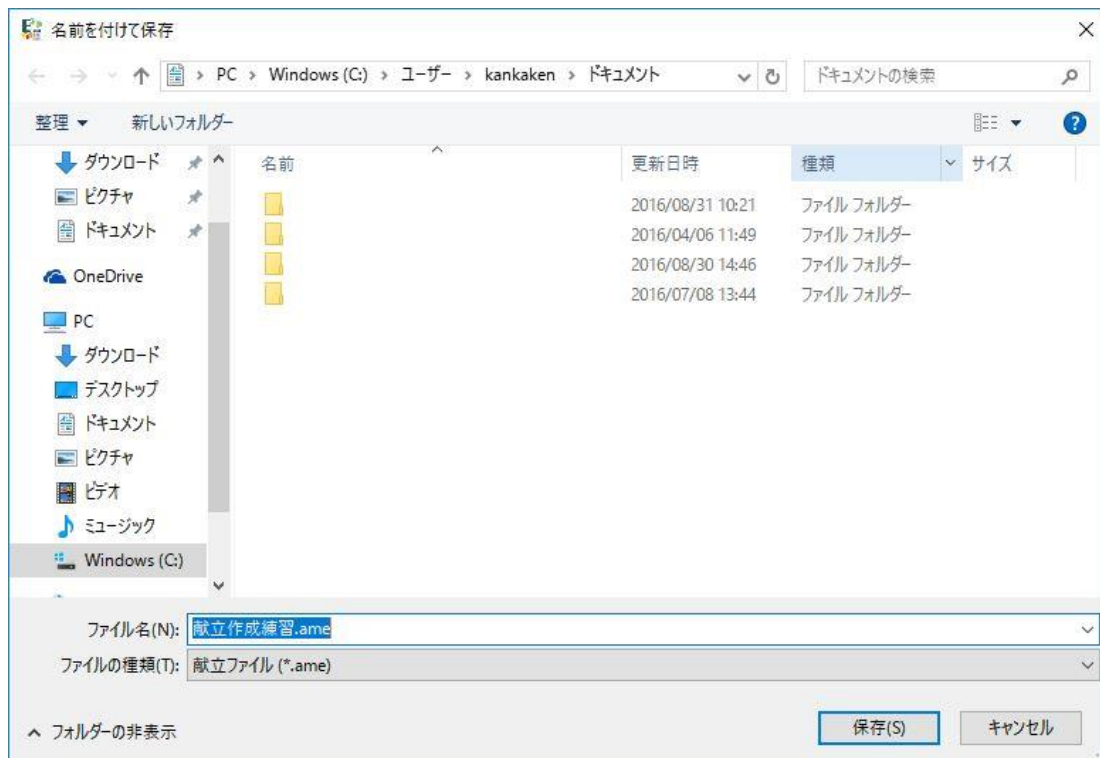 名前を付けて保存
PC > Windows (C:) > ユーザー > kankaken > ドキュメント
ドキュメントの検索
整理 新しいフォルダー
ダウンロード
ピクチャ
ドキュメント
OneDrive
PC
ダウンロード
デスクトップ
ドキュメント
ピクチャ
ビデオ
ミュージック
Windows (C:)
名前 更新日時 種類 サイズ
2016/08/31 10:21 ファイル フォルダー
2016/04/06 11:49 ファイル フォルダー
2016/08/30 14:46 ファイル フォルダー
2016/07/08 13:44 ファイル フォルダー
ファイル名(N): 献立作成練習.ame
ファイルの種類(T): 献立ファイル (*.ame)
フォルダーの非表示
保存(S) キャンセル